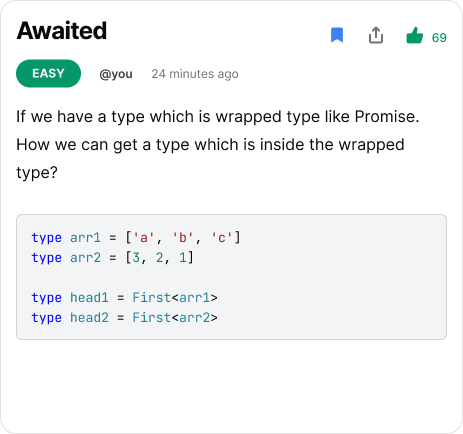 Awaited
69
EASY
@you
24 minutes ago
If we have a type which is wrapped type like Promise.
How we can get a type which is inside the wrapped
type?
type arr1 = ['a', 'b', 'c']
type arr2 = [3, 2, 1]
type head1 = First<arr1>
type head2 = First<arr2>